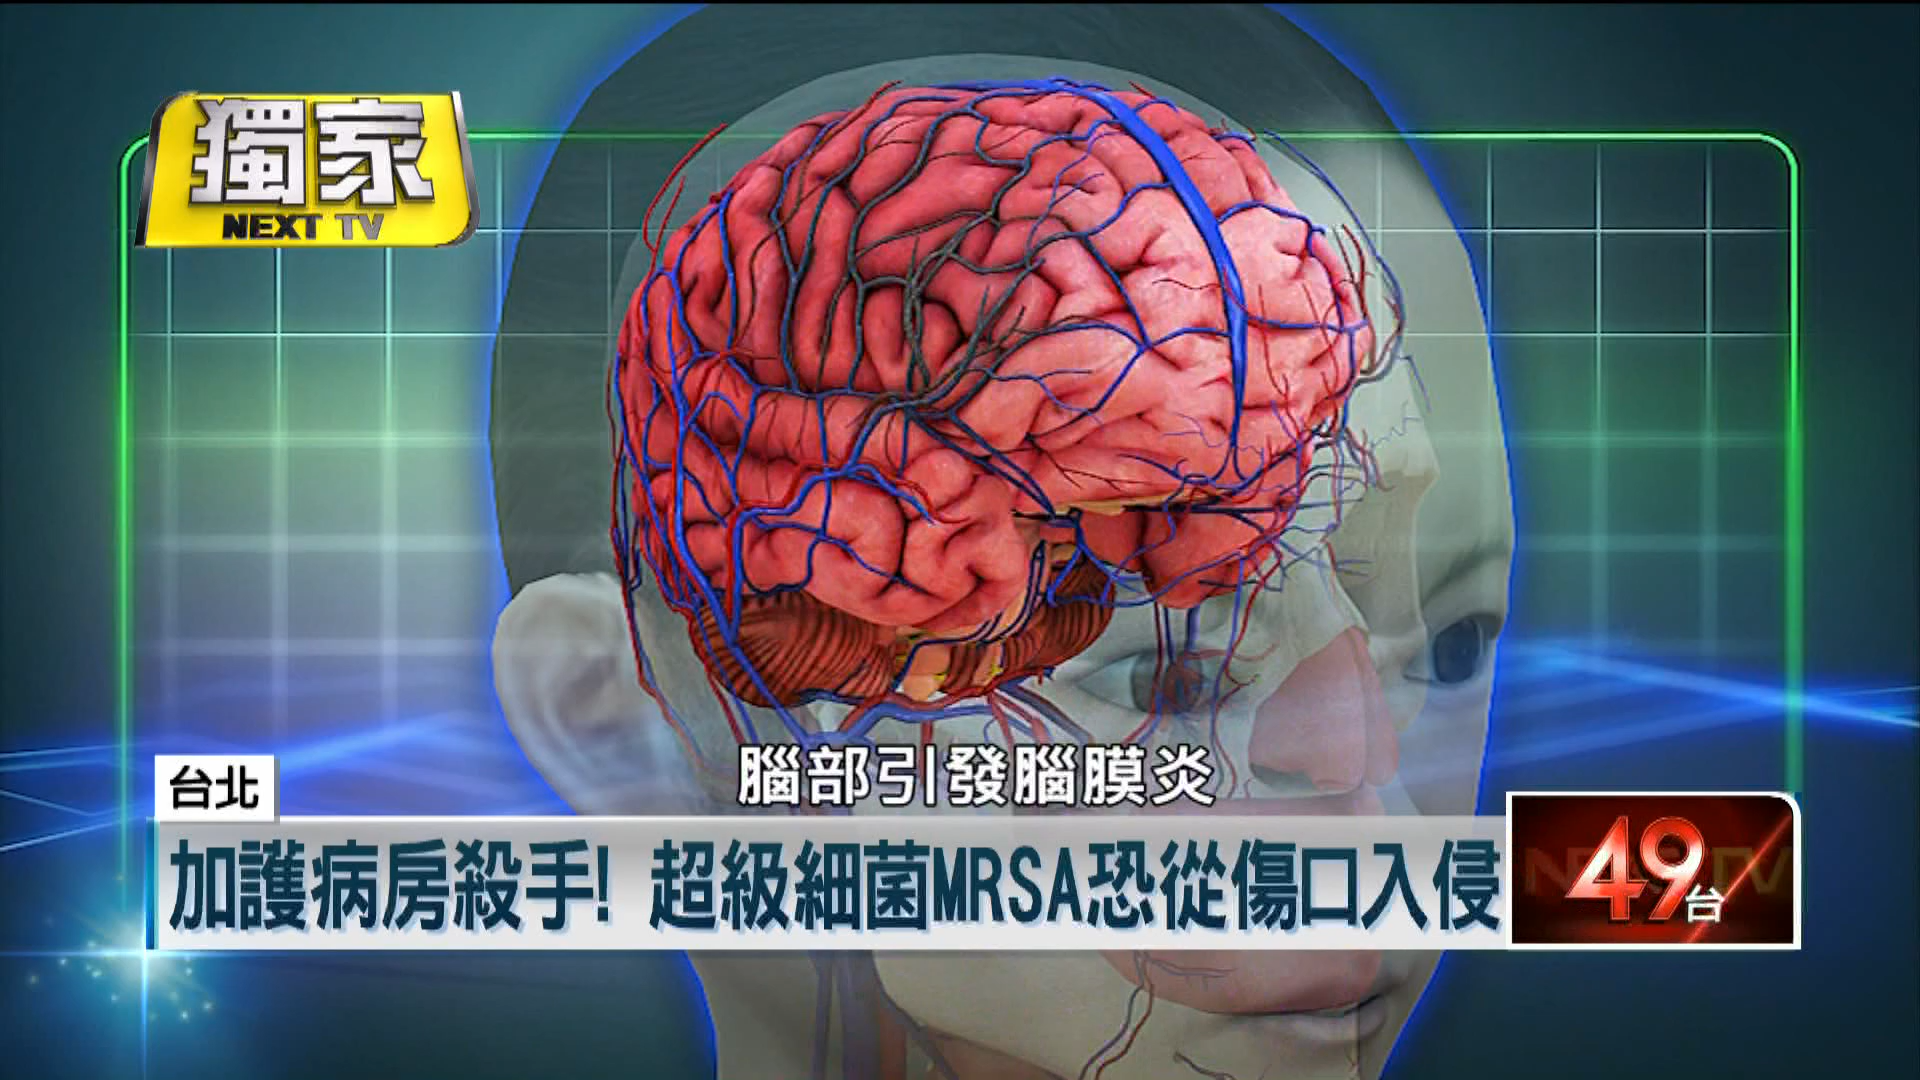 獨家
NEXT TV
腦部引發腦膜炎
台北
加護病房殺手! 超級細菌MRSA恐從傷口入侵
49台